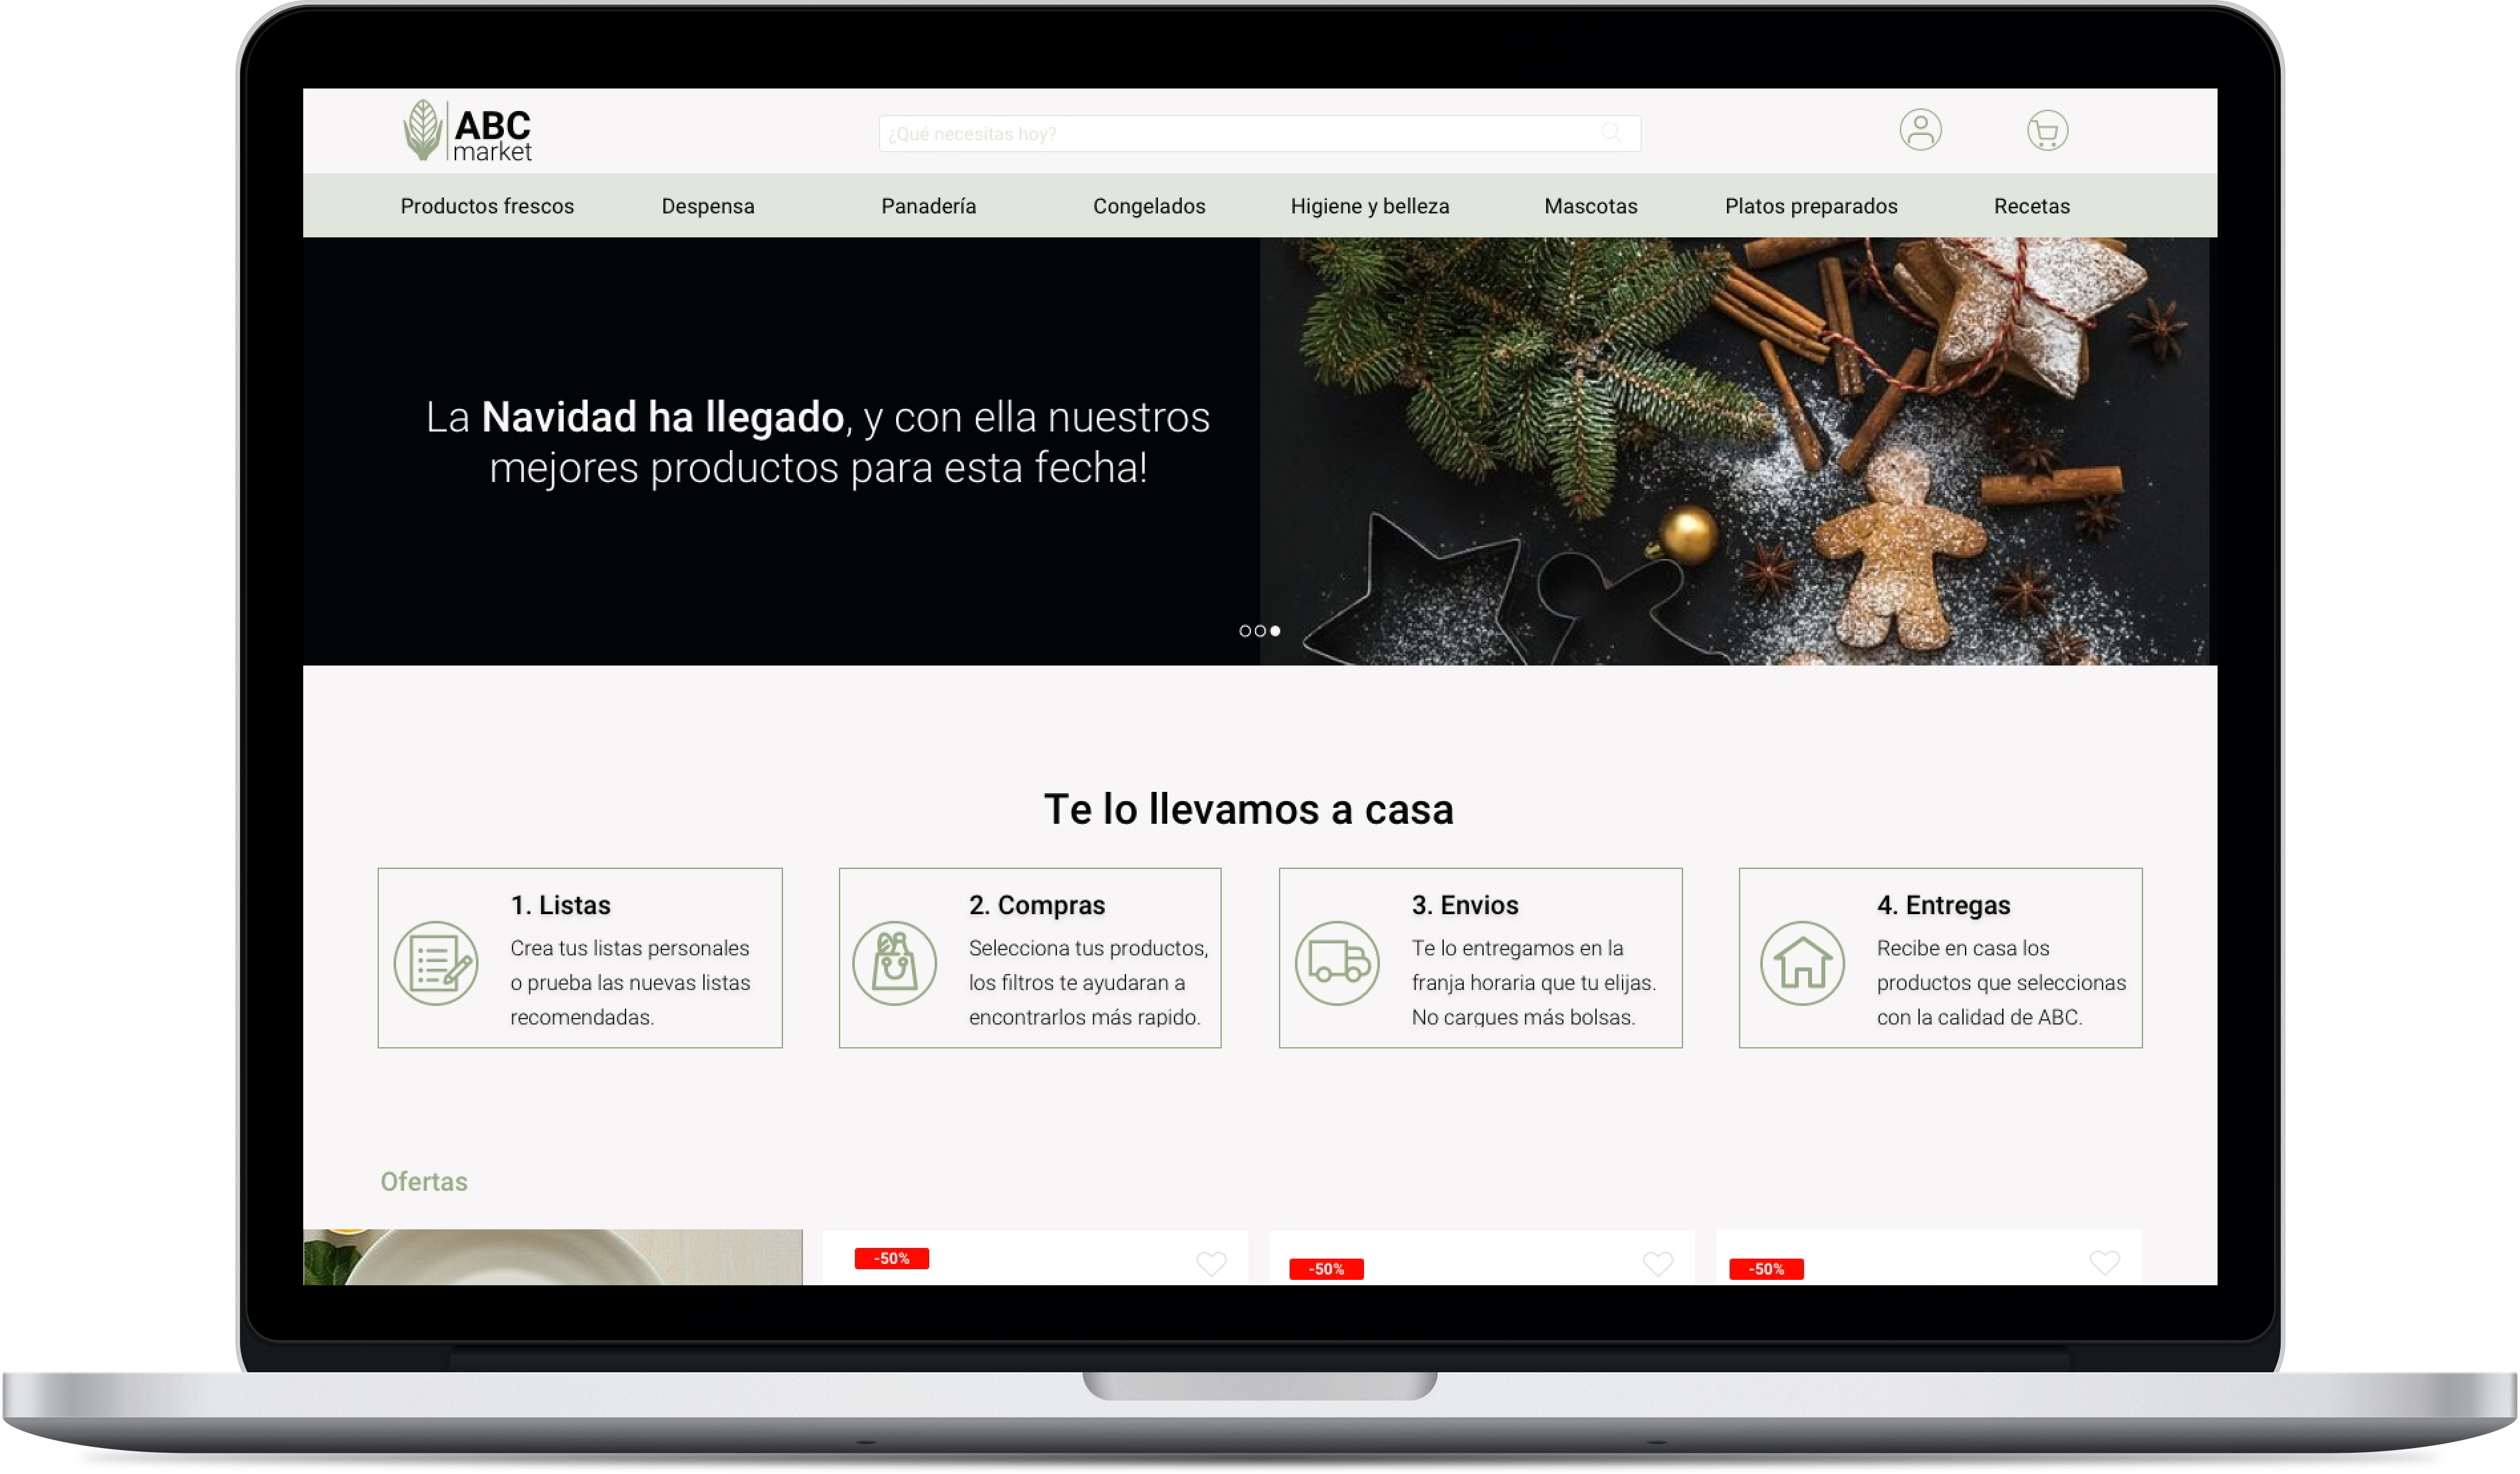 ABC
market
¿Qué necesitas hoy?
Productos frescos
Despensa
Panadería
Congelados
Higiene y belleza
Mascotas
Platos preparados
Recetas
La Navidad ha llegado, y con ella nuestros
mejores productos para esta fecha!
Te lo llevamos a casa
1. Listas
Crea tus listas personales
o prueba las nuevas listas
recomendadas.
2. Compras
Selecciona tus productos,
los filtros te ayudaran a
encontrarlos más rapido.
3. Envios
Te lo entregamos en la
franja horaria que tu elijas.
No cargues más bolsas.
4. Entregas
Recibe en casa los
productos que seleccionas
con la calidad de ABC.
Ofertas
-50%
-50%
-50%